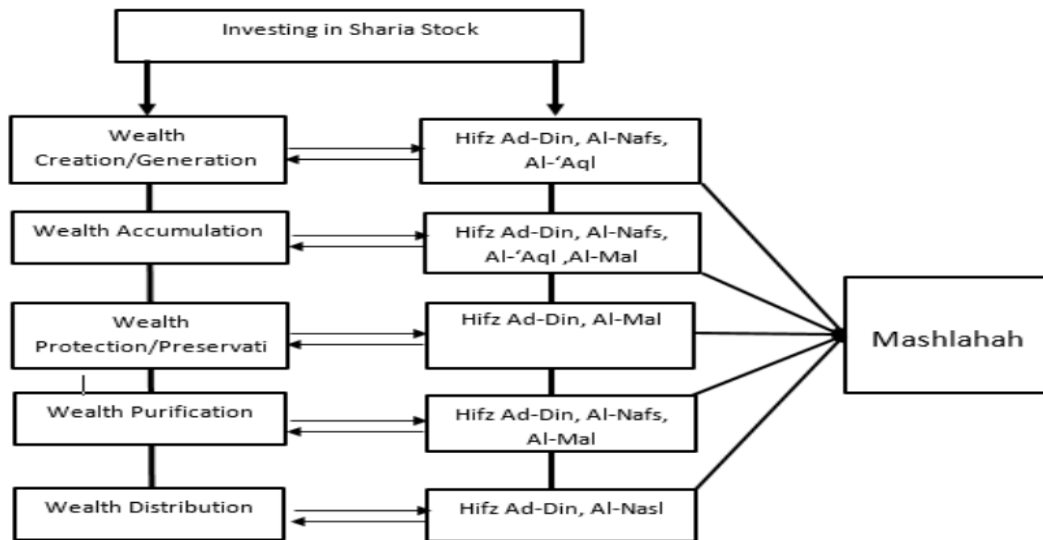 Investing in Sharia Stock
Wealth
Creation/Generation
Hifz Ad-Din, Al-Nafs,
Al-‘Aql
Wealth Accumulation
Hifz Ad-Din, Al-Nafs,
Al-‘Aql ,Al-Mal
Wealth
Protection/Preservati
Hifz Ad-Din, Al-Mal
Mashlahah
Wealth Purification
Hifz Ad-Din, Al-Nafs,
Al-Mal
Wealth Distribution
Hifz Ad-Din, Al-Nasl